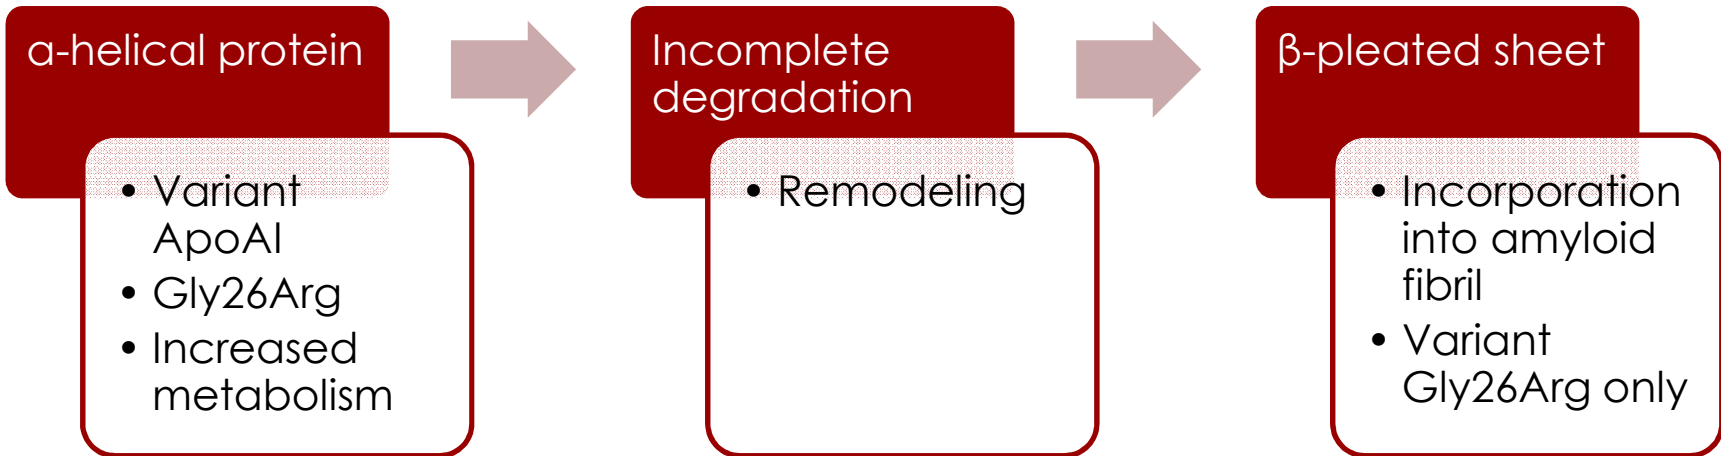 α-helical protein
• Variant
ApoAI
• Gly26Arg
• Increased
metabolism
Incomplete
degradation
• Remodeling
β-pleated sheet
• Incorporation
into amyloid
fibril
• Variant
Gly26Arg only